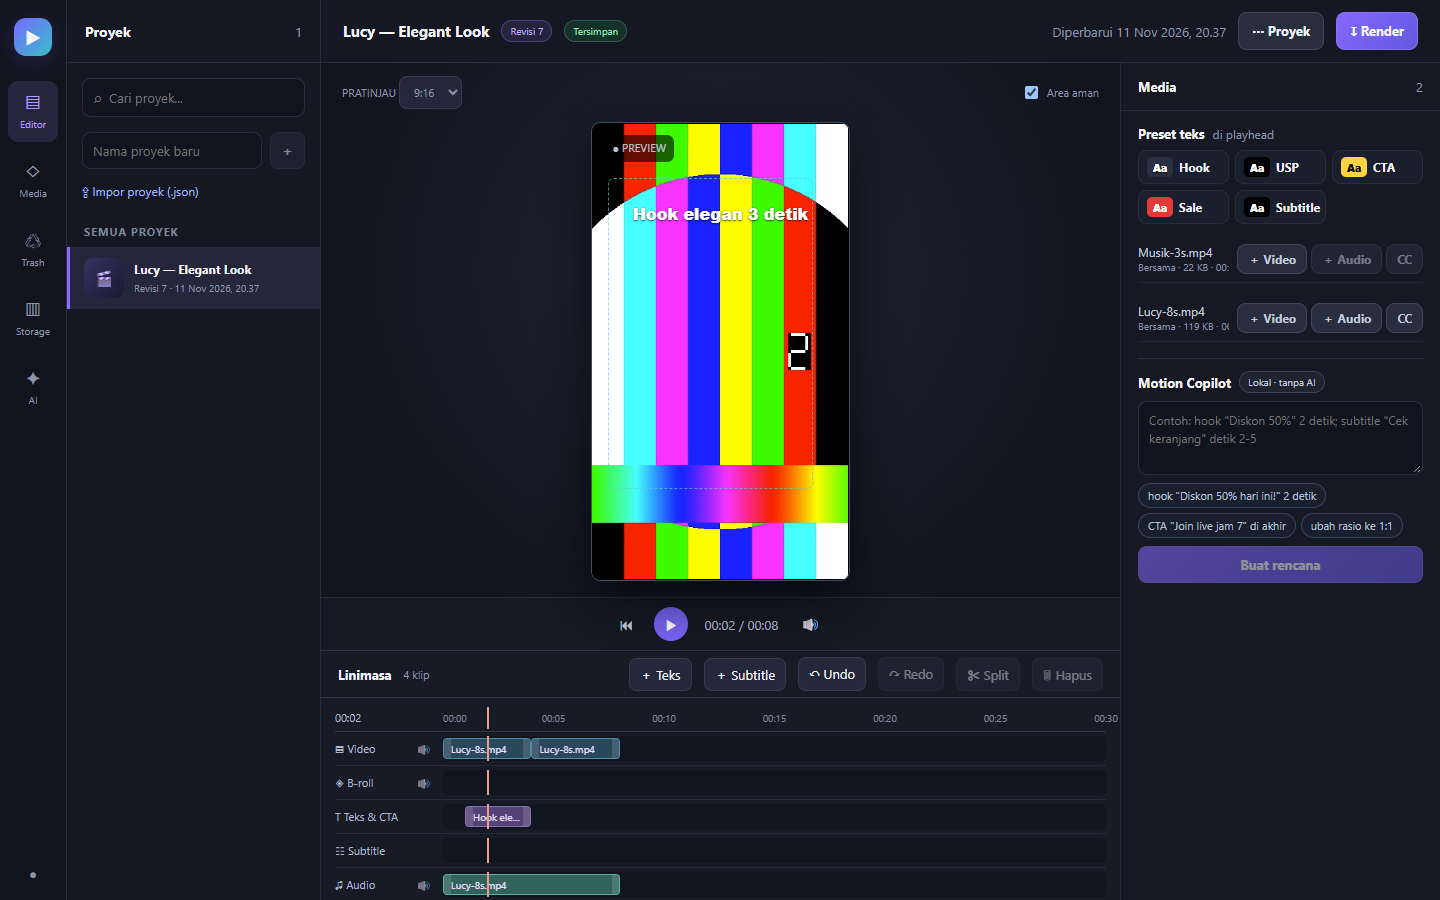 Editor
Media
Trash
Storage
AI
Proyek
1
Cari proyek...
Nama proyek baru
+
Impor proyek (.json)
SEMUA PROYEK
Lucy — Elegant Look
Revisi 7 · 11 Nov 2026, 20.37
Lucy — Elegant Look
Revisi 7
Tersimpan
Diperbarui 11 Nov 2026, 20.37
··· Proyek
Render
PRATINJAU
9:16
Area aman
● PREVIEW
Hook elegan 3 detik
2
00:02 / 00:08
Linimasa
4 klip
+ Teks
+ Subtitle
Undo
Redo
Split
Hapus
00:02
00:00
00:05
00:10
00:15
00:20
00:25
00:30
Video
Lucy-8s.mp4
Lucy-8s.mp4
B-roll
T Teks & CTA
Hook ele...
Subtitle
Audio
Lucy-8s.mp4
Media
2
Preset teks
di playhead
Aa Hook
Aa USP
Aa CTA
Aa Sale
Aa Subtitle
Musik-3s.mp4
Bersama · 22 KB · 00:
+ Video
+ Audio
CC
Lucy-8s.mp4
Bersama · 119 KB · 00
+ Video
+ Audio
CC
Motion Copilot
Lokal · tanpa AI
Contoh: hook "Diskon 50%" 2 detik; subtitle "Cek
keranjang" detik 2-5
hook "Diskon 50% hari ini!" 2 detik
CTA "Join live jam 7" di akhir
ubah rasio ke 1:1
Buat rencana